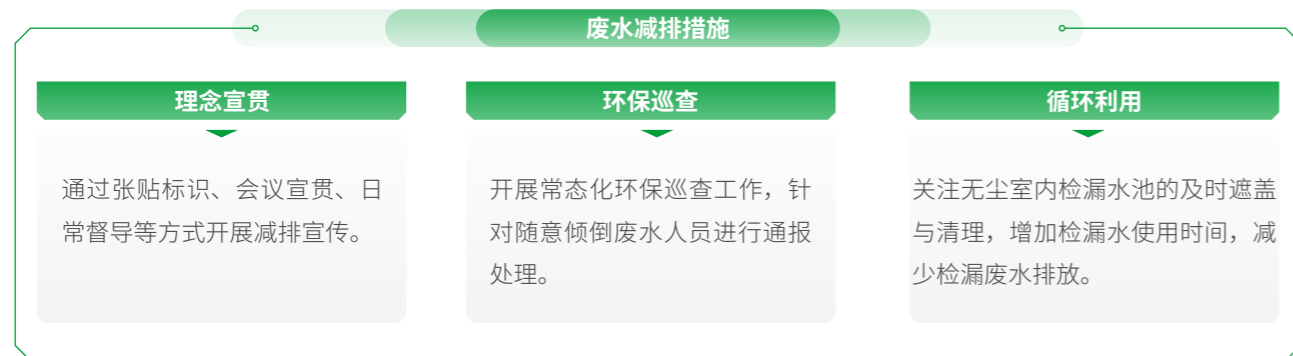 废水减排措施
理念宣贯
通过张贴标识、会议宣贯、日
常督导等方式开展减排宣传。
环保巡查
开展常态化环保巡查工作，针
对随意倾倒废水人员进行通报
处理。
循环利用
关注无尘室内检漏水池的及时遮盖
与清理，增加检漏水使用时间，减
少检漏废水排放。